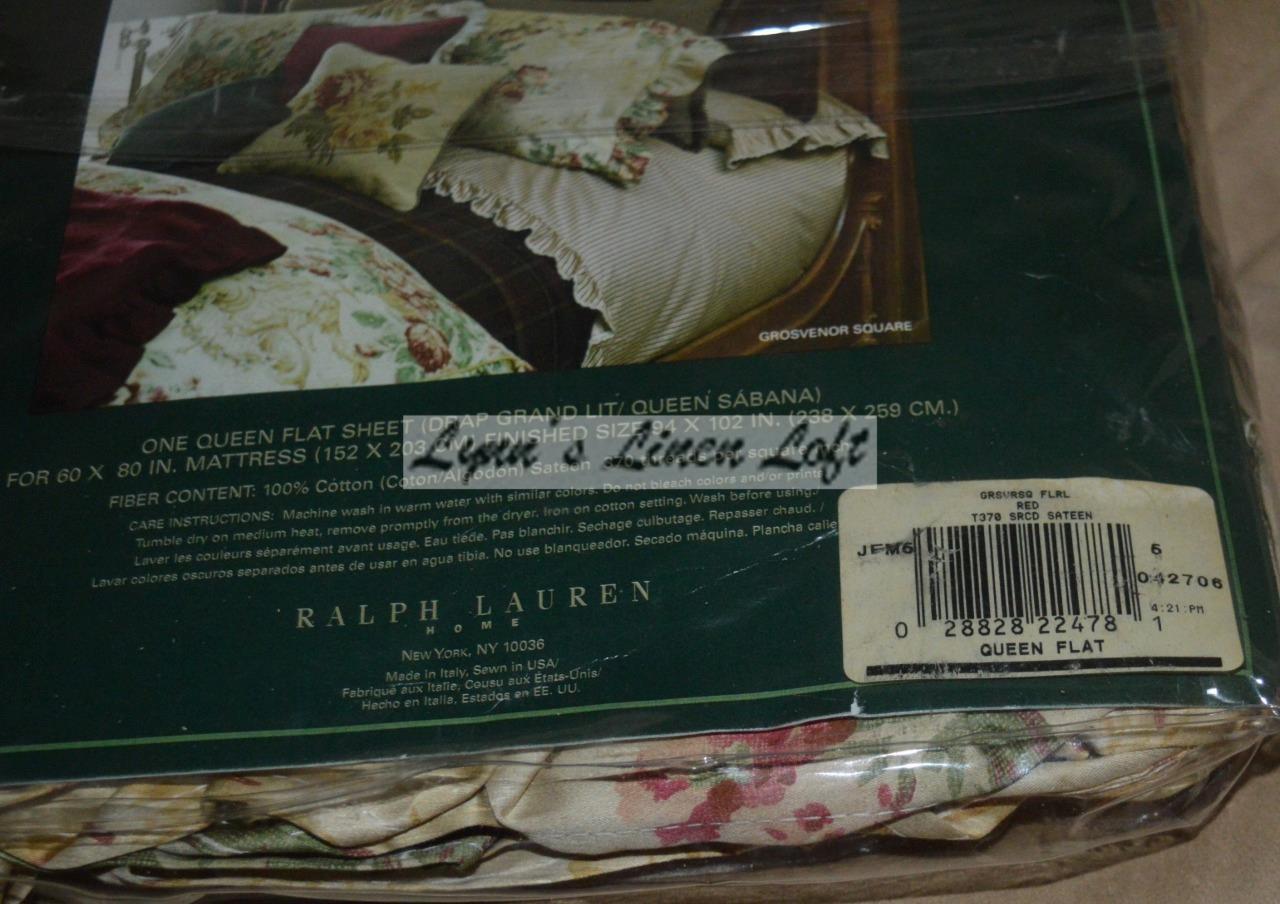 GROSVENOR SQUARE
ONE QUEEN FLAT SHEET (DRAP GRAND LIT/ QUEEN SÁBANA)
FOR 60 X 80 IN. MATTRESS (152 X 203 CM. FINISHED SIZE 94 X 102 IN. (238 X 259 CM.)
Lynn's Linen Loft
FIBER CONTENT: 100% Cotton (Coton/Algodon) Sateen 370 threads per square
CARE INSTRUCTIONS: Machine wash in warm water with similar colors. Do not bleach colors and/or prints
Tumble dry on medium heat, remove promptly from the dryer. Iron on cotton setting. Wash before using./
Laver les couleurs séparément avant usage. Eau tiede. Pas blanchir. Sechage culbutage. Repasser chaud. /
Lavar colores oscuros separados antes de usar en agua tibia. No use blanqueador. Secado máquina. Plancha calie
RALPH LAUREN
HOME
NEW YORK, NY 10036
Made in Italy, Sewn in USA/
Fabriqué aux Italie, Cousu aux États-Unis/
Hecho en Italia, Estados en EE. UU.
GRSVRSQ FLRL
RED
T370 SRCD SATEEN
JFM6 6
042706
4:21:PM
0 28828 22478 1
QUEEN FLAT